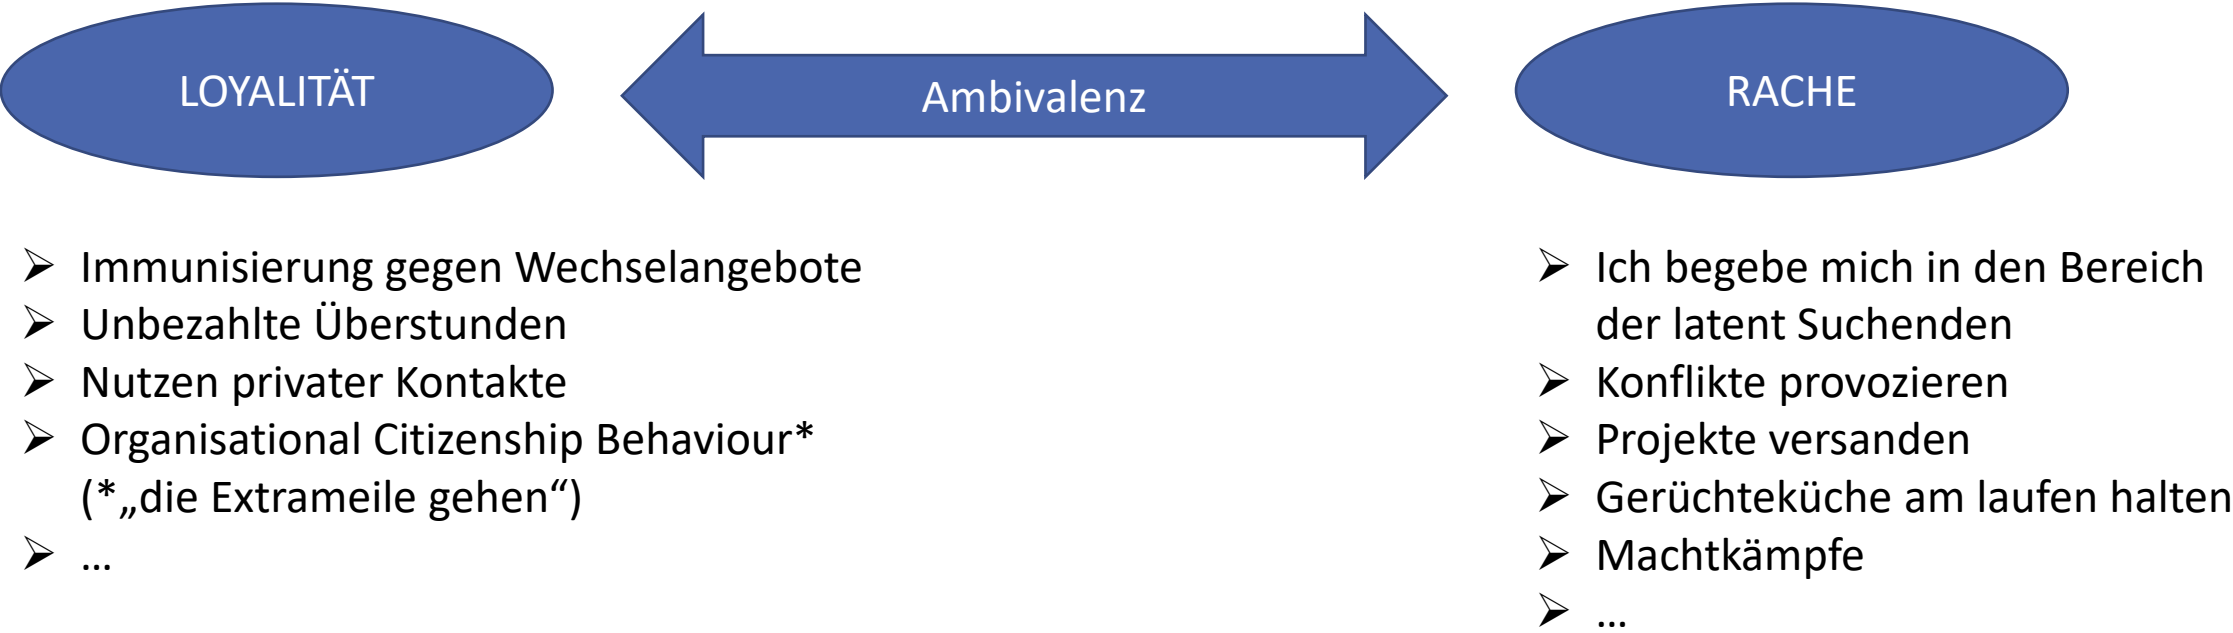 LOYALITÄT
Ambivalenz
RACHE
➢ Immunisierung gegen Wechselangebote
➢ Unbezahlte Überstunden
➢ Nutzen privater Kontakte
➢ Organisational Citizenship Behaviour*
(*„die Extrameile gehen“)
➢ …
➢ Ich begebe mich in den Bereich
der latent Suchenden
➢ Konflikte provozieren
➢ Projekte versanden
➢ Gerüchteküche am laufen halten
➢ Machtkämpfe
➢ …